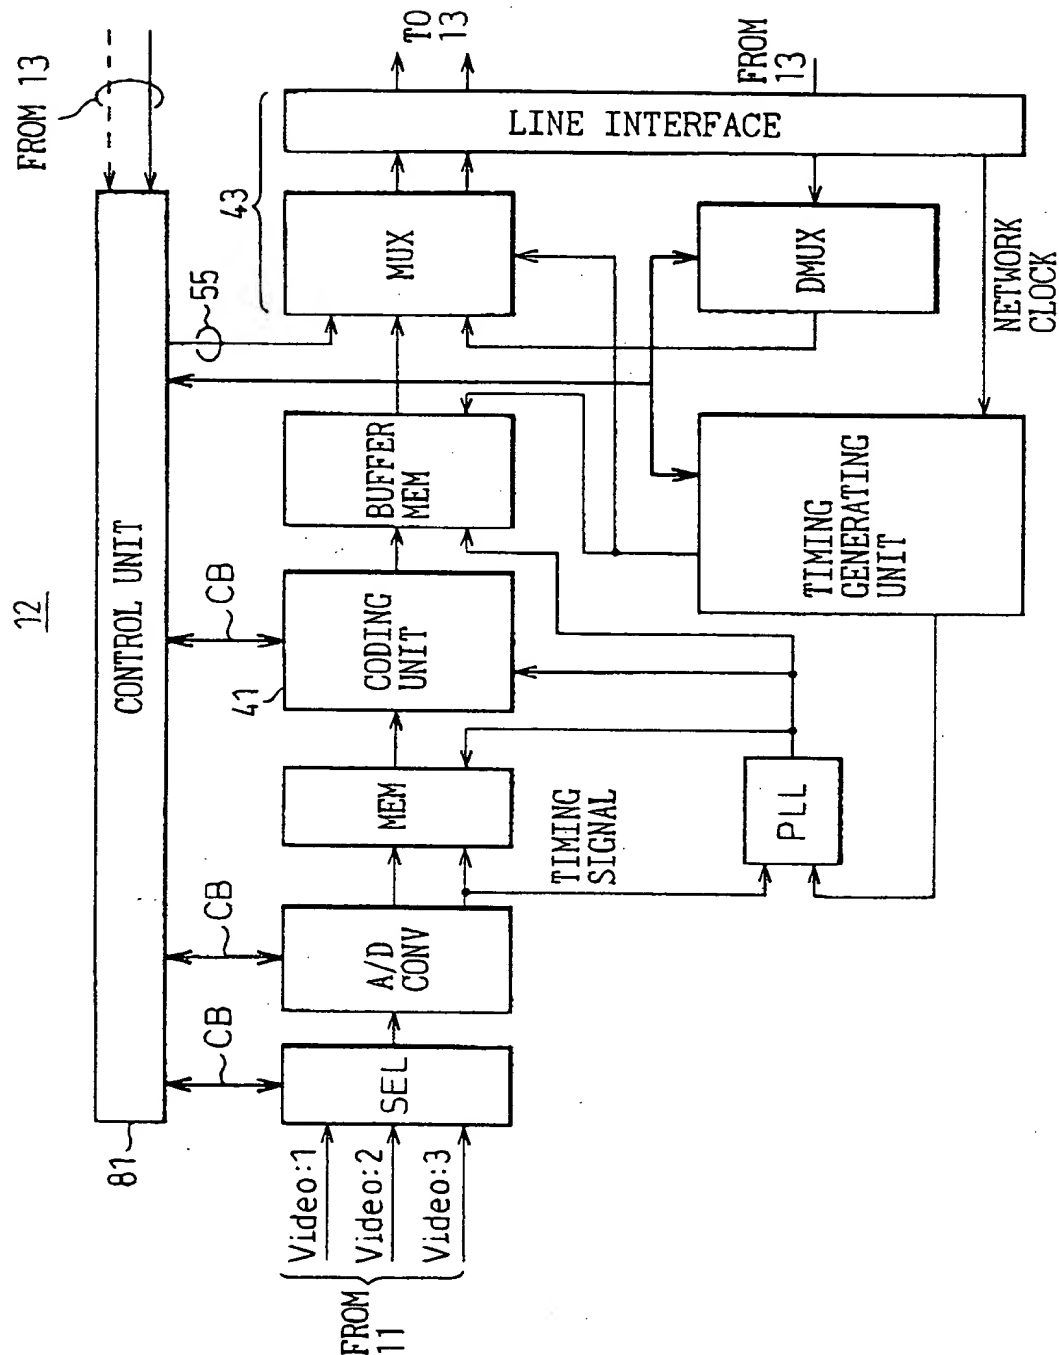 12
FROM 13
81
CONTROL UNIT
CB
CB
CB
55
43
FROM
11
Video:1
Video:2
Video:3
SEL
A/D
CONV
MEM
41
CODING
UNIT
BUFFER
MEM
MUX
LINE INTERFACE
TO
13
TIMING
SIGNAL
PLL
TIMING
GENERATING
UNIT
DMUX
NETWORK
CLOCK
FROM
13